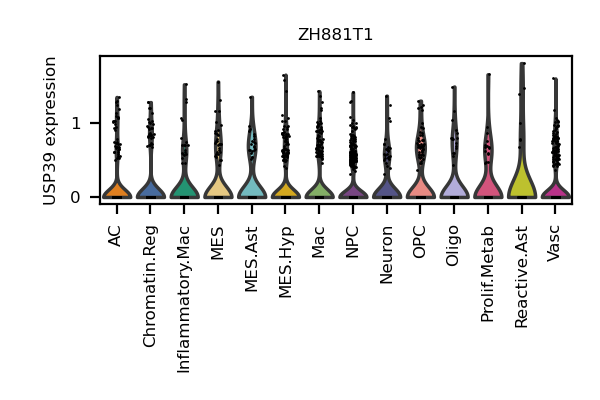 ZH881T1
USP39 expression
1
0
AC
Chromatin.Reg
Inflammatory.Mac
MES
MES.Ast
MES.Hyp
Mac
NPC
Neuron
OPC
Oligo
Prolif.Metab
Reactive.Ast
Vasc